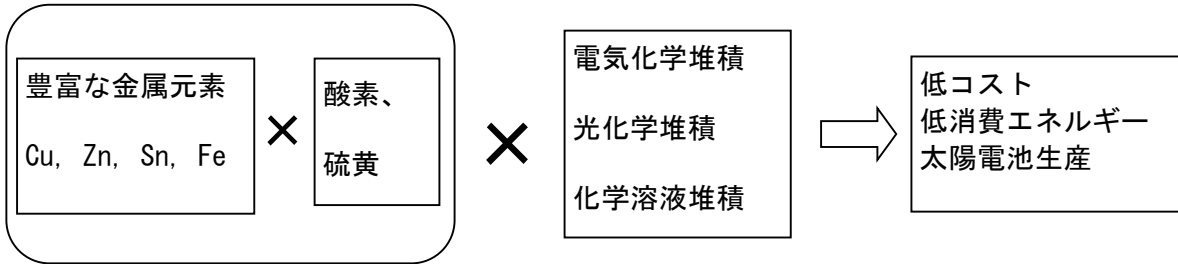 豊富な金属元素
Cu, Zn, Sn, Fe
×
酸素、
硫黄
×
電気化学堆積
光化学堆積
化学溶液堆積
低コスト
低消費エネルギー
太陽電池生産